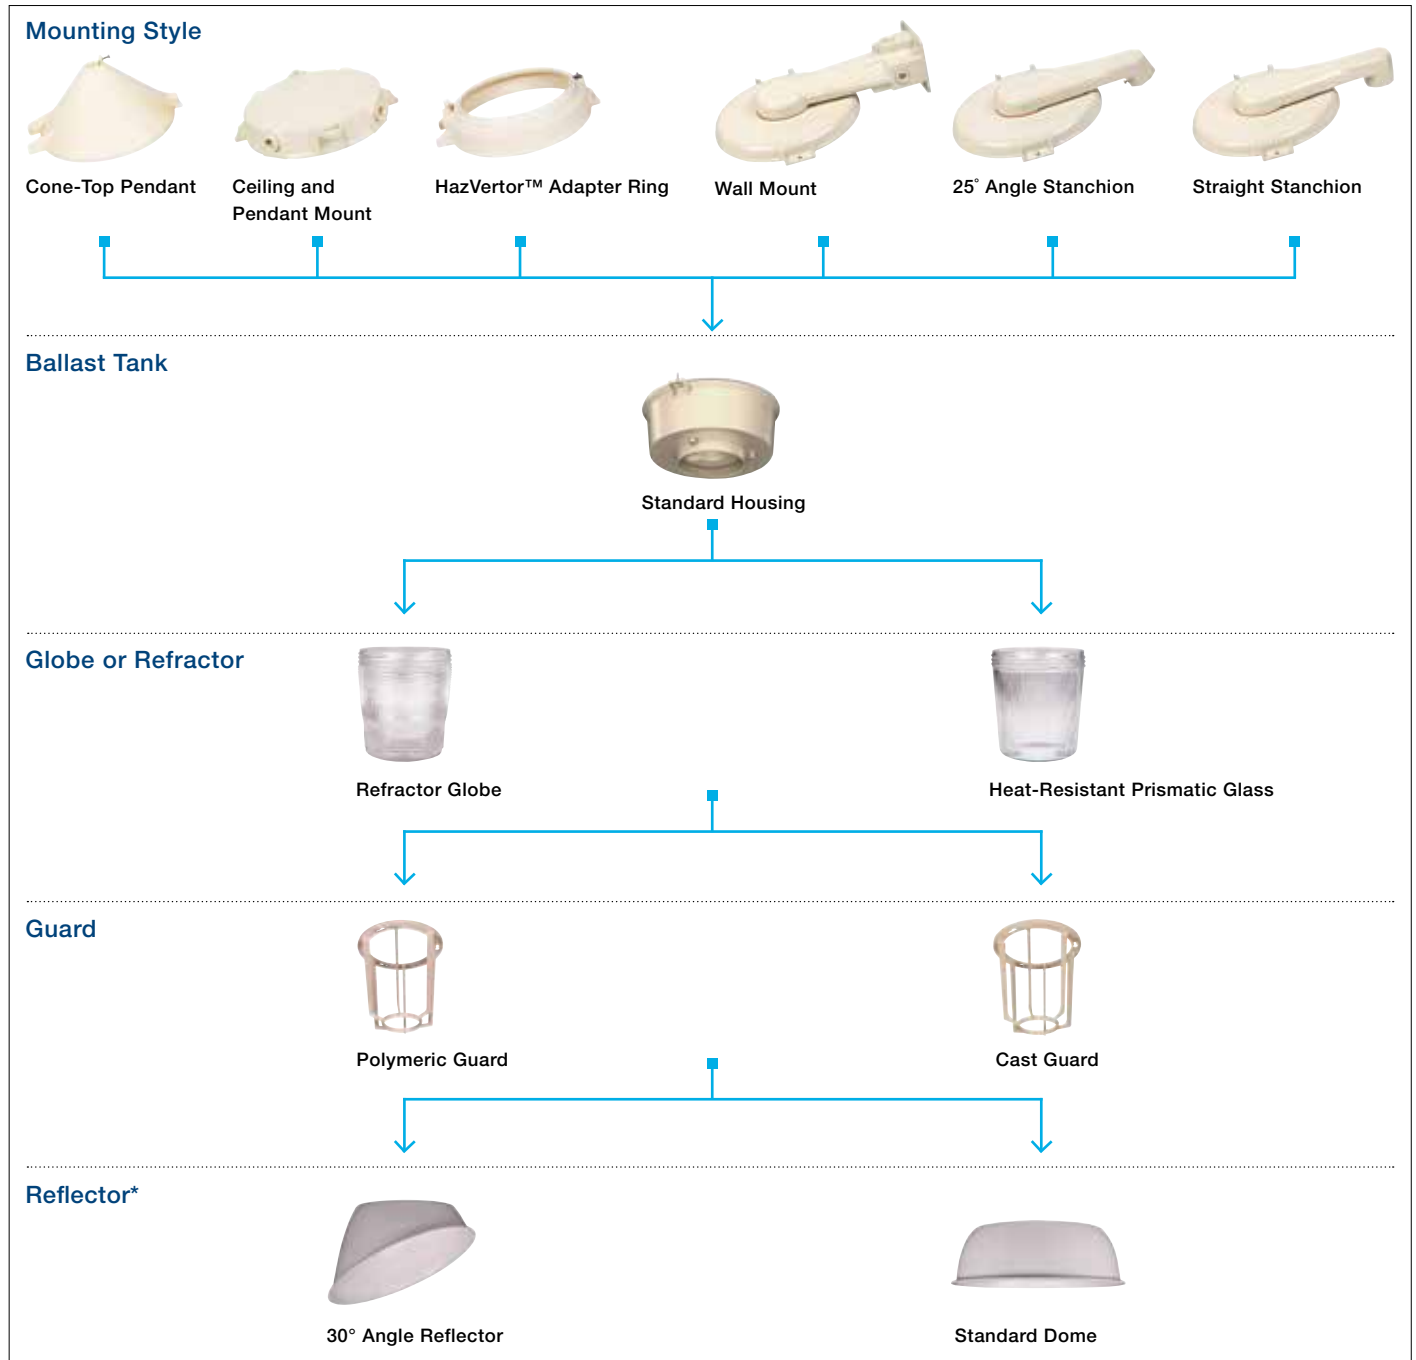 Mounting Style
Cone-Top Pendant
Ceiling and
Pendant Mount
HazVertor™ Adapter Ring
Wall Mount
25° Angle Stanchion
Straight Stanchion
Ballast Tank
Standard Housing
Globe or Refractor
Refractor Globe
Heat-Resistant Prismatic Glass
Guard
Polymeric Guard
Cast Guard
Reflector*
30° Angle Reflector
Standard Dome